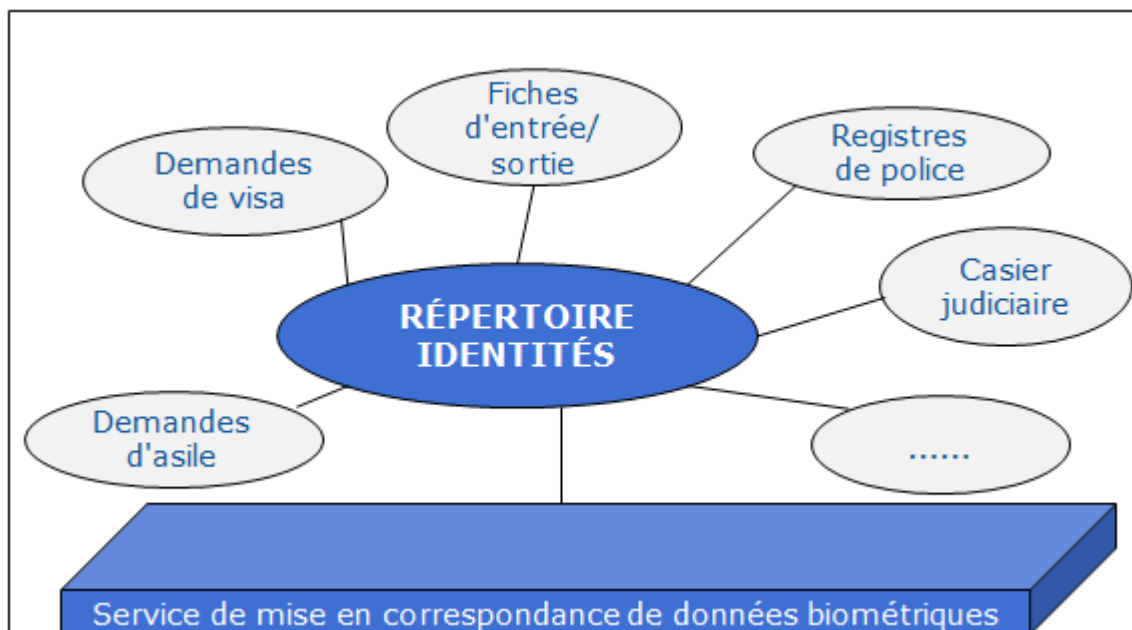 Fiches
d'entrée/
sortie
Demandes
de visa
Registres
de police
Casier
judiciaire
RÉPERTOIRE
IDENTITÉS
Demandes
d'asile
......
Service de mise en correspondance de données biométriques